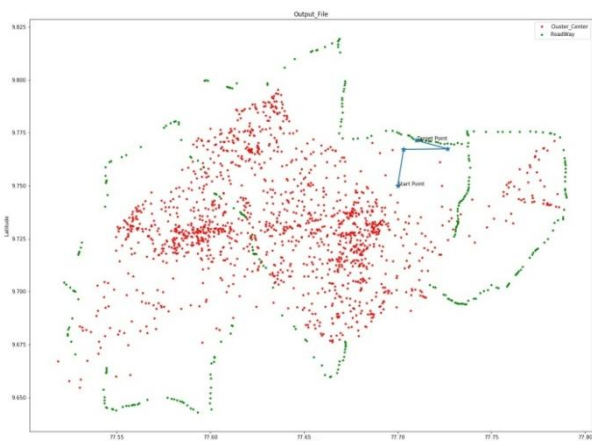 Output_File
Cluster_Center
RoadWay
9.825
9.800
9.775
9.750
9.725
9.700
9.675
9.650
Latitude
Target Point
Start Point
77.55
77.60
77.65
77.70
77.75
77.80